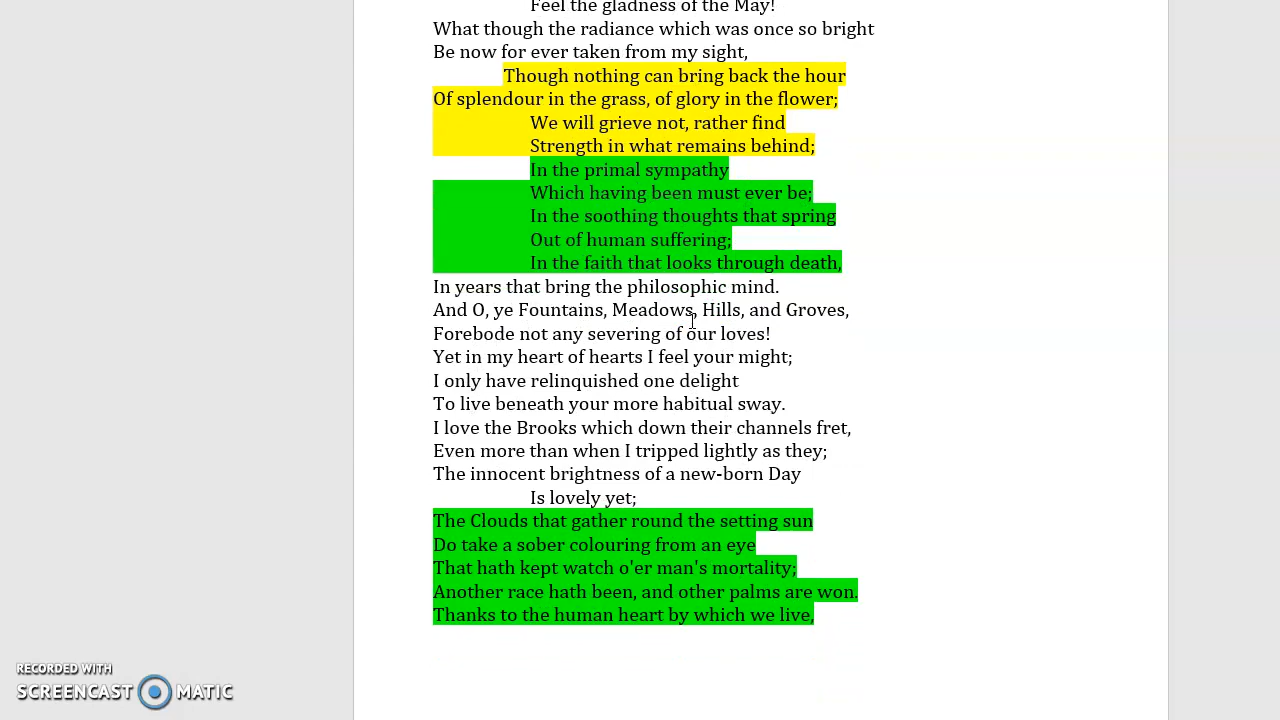 Feel the gladness of the May!
What though the radiance which was once so bright
Be now for ever taken from my sight,
Though nothing can bring back the hour
Of splendour in the grass, of glory in the flower;
We will grieve not, rather find
Strength in what remains behind;
In the primal sympathy
Which having been must ever be;
In the soothing thoughts that spring
Out of human suffering;
In the faith that looks through death,
In years that bring the philosophic mind.
And O, ye Fountains, Meadows, Hills, and Groves,
Forebode not any severing of our loves!
Yet in my heart of hearts I feel your might;
I only have relinquished one delight
To live beneath your more habitual sway.
I love the Brooks which down their channels fret,
Even more than when I tripped lightly as they;
The innocent brightness of a new-born Day
Is lovely yet;
The Clouds that gather round the setting sun
Do take a sober colouring from an eye
That hath kept watch o'er man's mortality;
Another race hath been, and other palms are won.
Thanks to the human heart by which we live,
RECORDED WITH
SCREENCAST MATIC